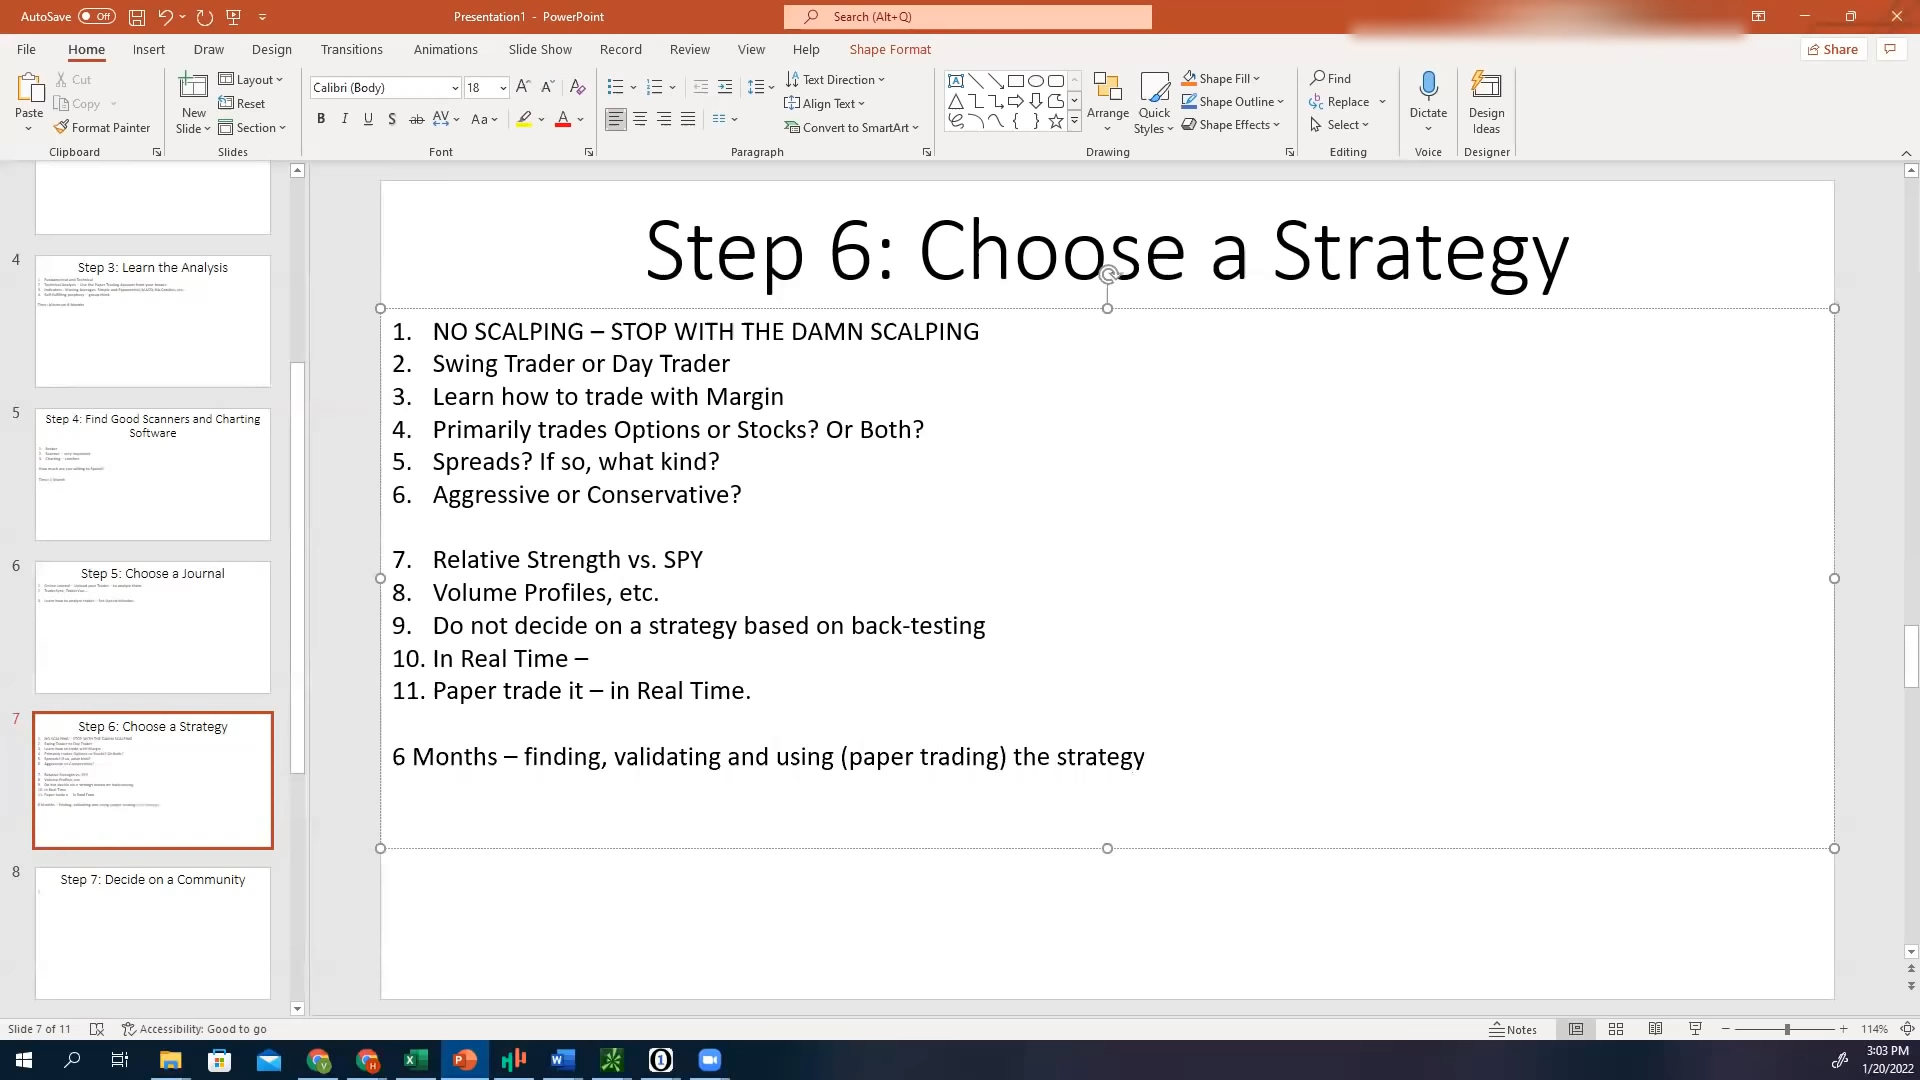 AutoSave Off
Presentation1 - PowerPoint
Search (Alt+Q)
File Home Insert Draw Design Transitions Animations Slide Show Record Review View Help Shape Format
Share
Paste
Cut
Copy
Format Painter
Clipboard
New Slide
Layout
Reset
Section
Slides
Calibri (Body) 18
Font
Text Direction
Align Text
Convert to SmartArt
Paragraph
Arrange
Quick Styles
Shape Fill
Shape Outline
Shape Effects
Drawing
Find
Replace
Select
Editing
Dictate
Voice
Design Ideas
Designer
4
Step 3: Learn the Analysis
5
Step 4: Find Good Scanners and Charting
Software
6
Step 5: Choose a Journal
7
Step 6: Choose a Strategy
8
Step 7: Decide on a Community
Step 6: Choose a Strategy
1. NO SCALPING – STOP WITH THE DAMN SCALPING
2. Swing Trader or Day Trader
3. Learn how to trade with Margin
4. Primarily trades Options or Stocks? Or Both?
5. Spreads? If so, what kind?
6. Aggressive or Conservative?
7. Relative Strength vs. SPY
8. Volume Profiles, etc.
9. Do not decide on a strategy based on back-testing
10. In Real Time –
11. Paper trade it – in Real Time.
6 Months – finding, validating and using (paper trading) the strategy
Slide 7 of 11
Accessibility: Good to go
Notes
114%
3:03 PM
1/20/2022